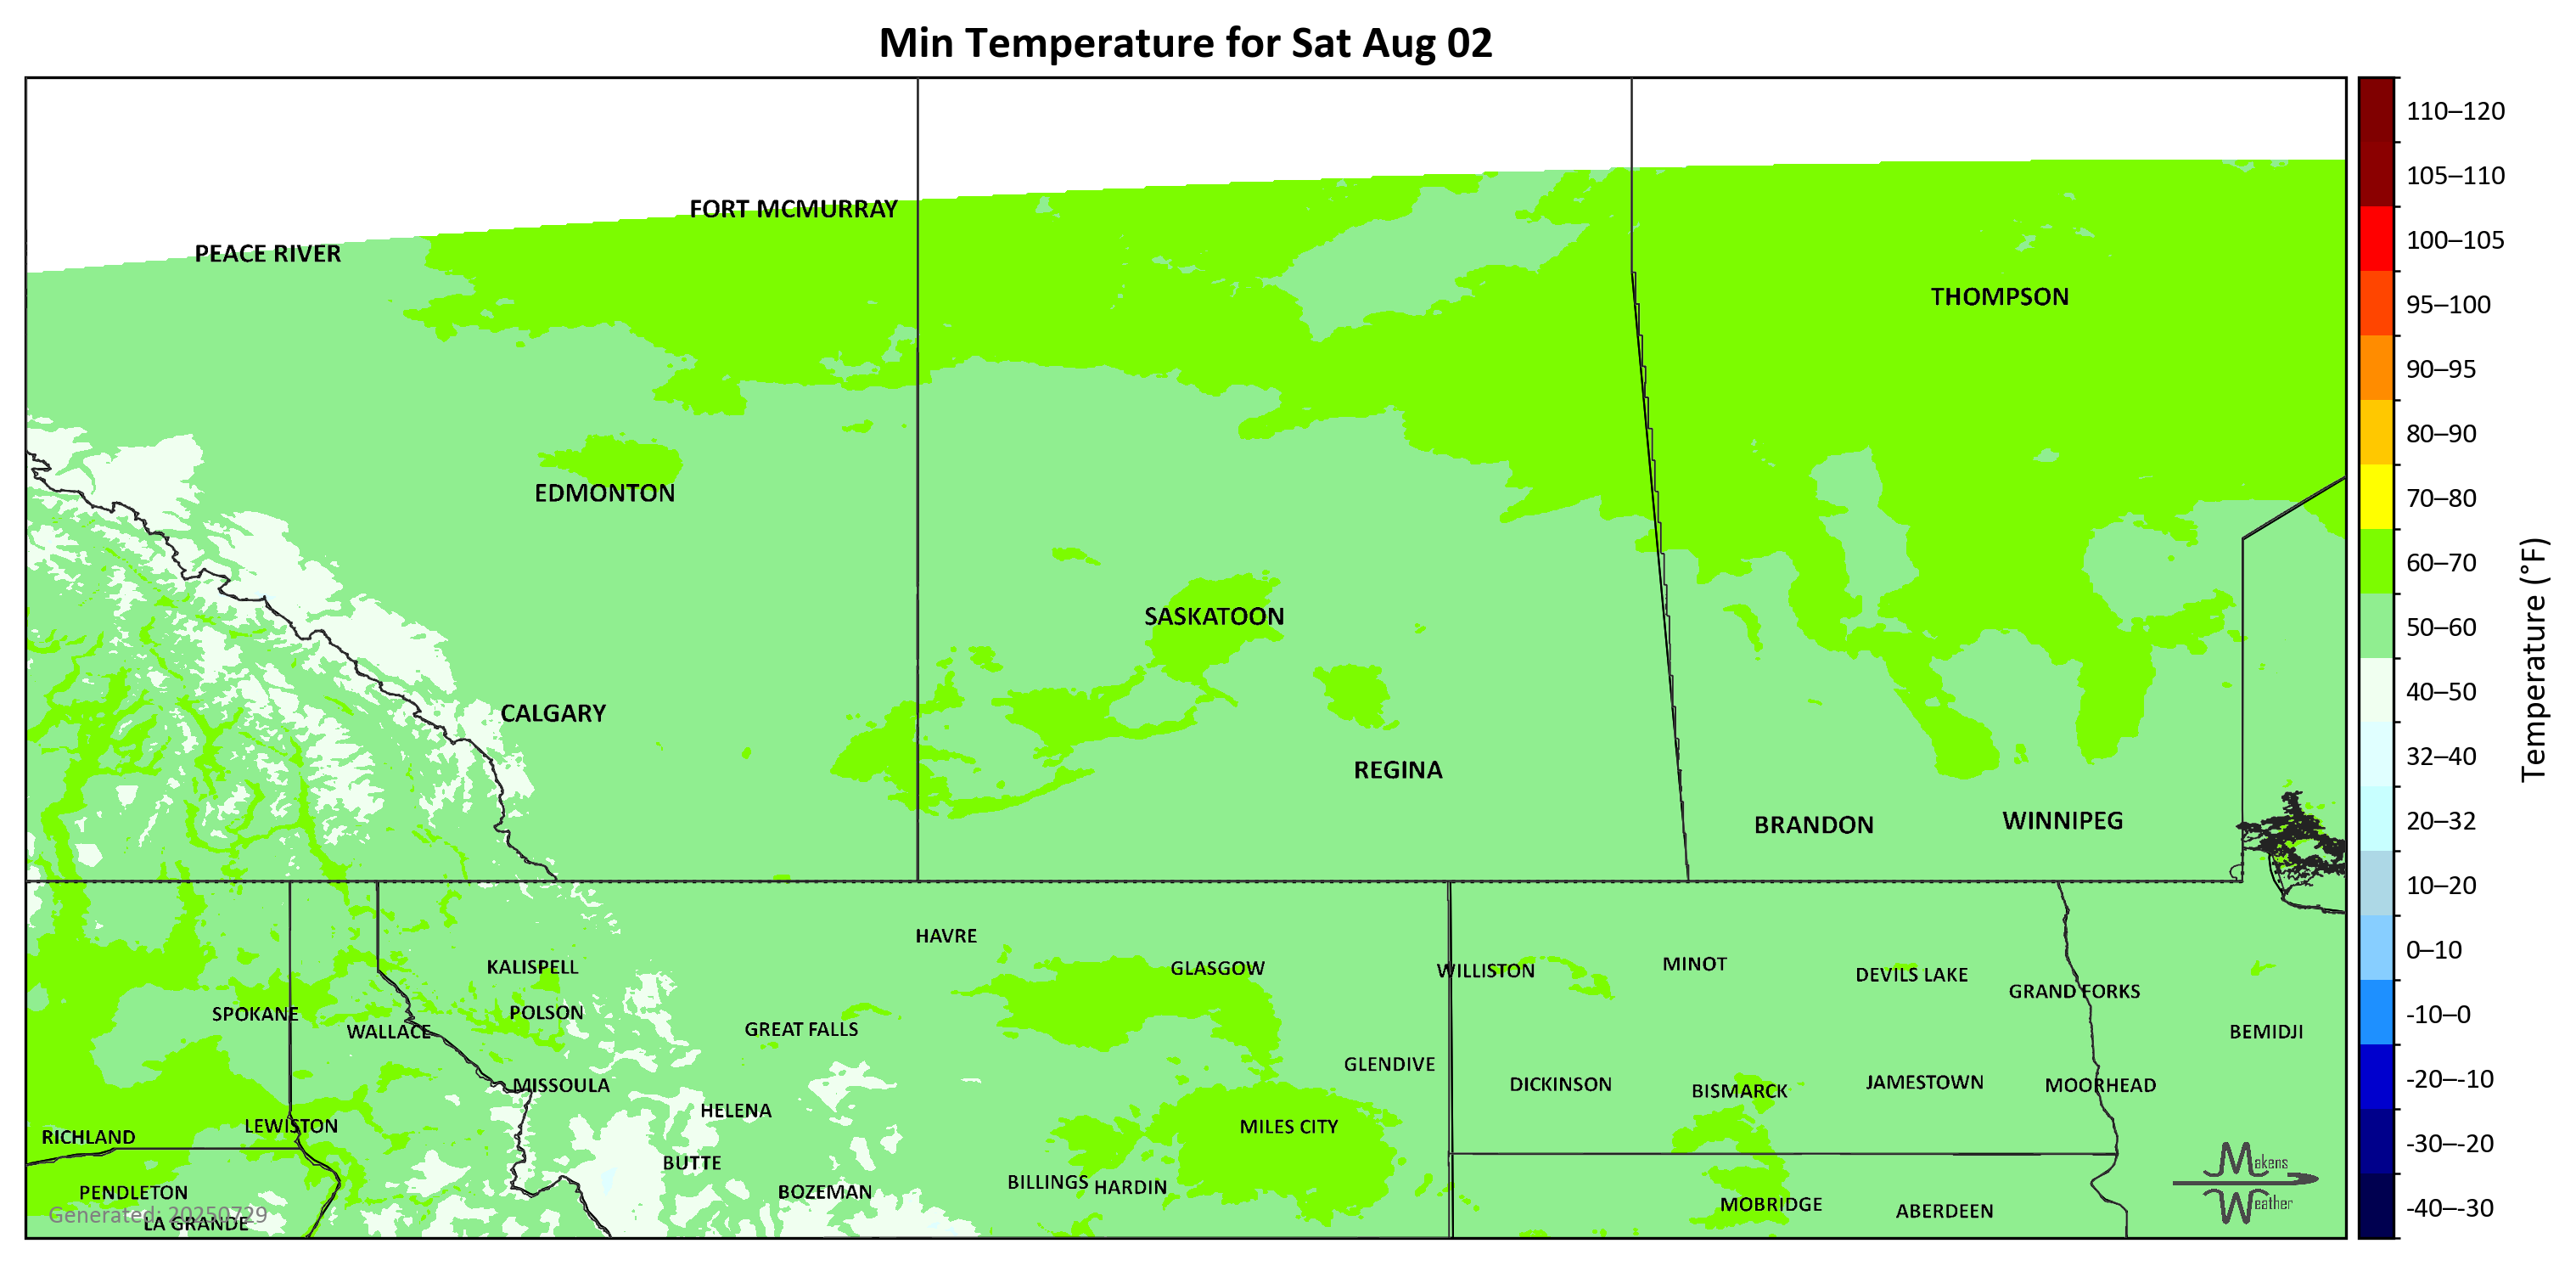 Min Temperature for Sat Aug 02
110–120
105–110
100–105
95–100
90–95
80–90
70–80
60–70
50–60
40–50
32–40
20–32
10–20
0–10
-10–0
-20–-10
-30–-20
-40–-30
Temperature (°F)
FORT MCMURRAY
PEACE RIVER
THOMPSON
EDMONTON
SASKATOON
CALGARY
REGINA
BRANDON
WINNIPEG
HAVRE
KALISPELL
GLASGOW
WILLISTON
MINOT
DEVILS LAKE
GRAND FORKS
SPOKANE
POLSON
WALLACE
GREAT FALLS
BEMIDJI
GLENDIVE
MISSOULA
DICKINSON
BISMARCK
JAMESTOWN
MOORHEAD
HELENA
RICHLAND
LEWISTON
MILES CITY
BUTTE
BILLINGS
HARDIN
PENDLETON
BOZEMAN
MOBRIDGE
ABERDEEN
LA GRANDE
Generated: 20250729
Makens
Weather